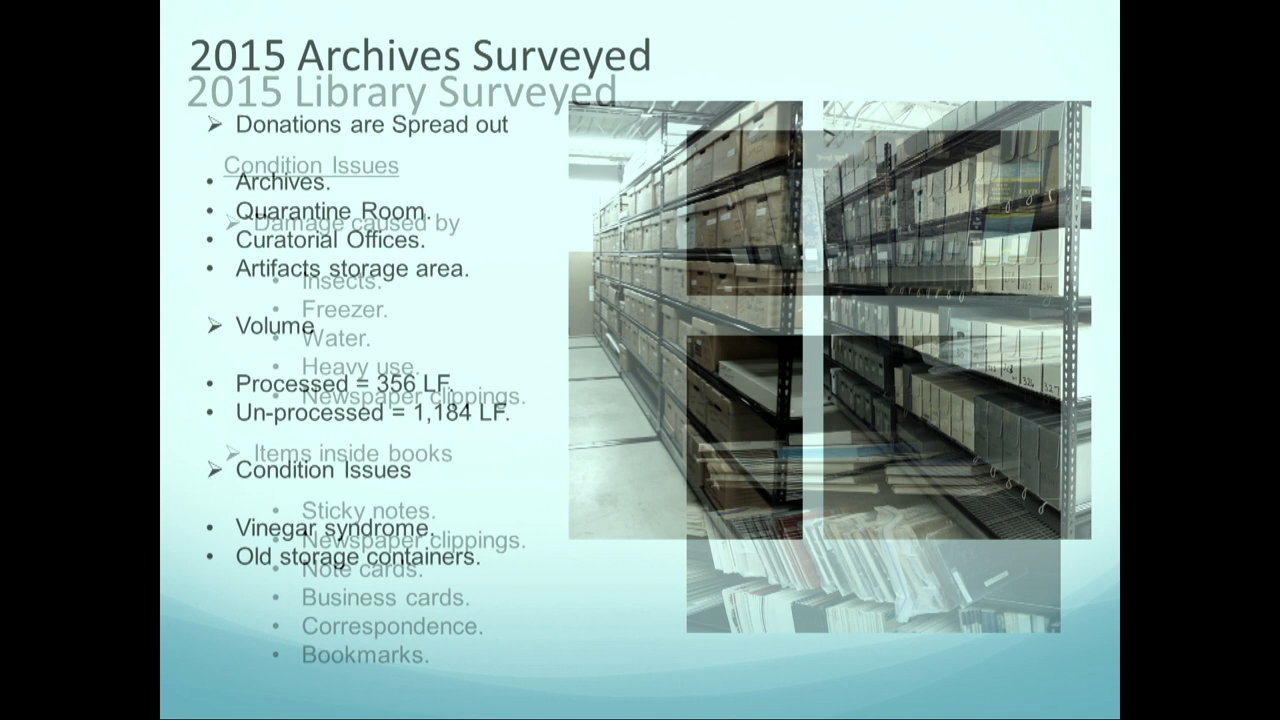 2015 Archives Surveyed
2015 Library Surveyed
➢ Donations are Spread out
Condition Issues
• Archives.
• Quarantine Room.
➢ Damage caused by
• Curatorial Offices.
• Artifacts storage area.
• Insects.
• Freezer.
➢ Volume
• Water.
• Heavy use.
• Processed = 356 LF.
• Newspaper clippings.
• Un-processed = 1,184 LF.
➢ Items inside books
➢ Condition Issues
• Sticky notes.
• Vinegar syndrome.
• Newspaper clippings.
• Old storage containers.
• Note cards.
• Business cards.
• Correspondence.
• Bookmarks.
326
327